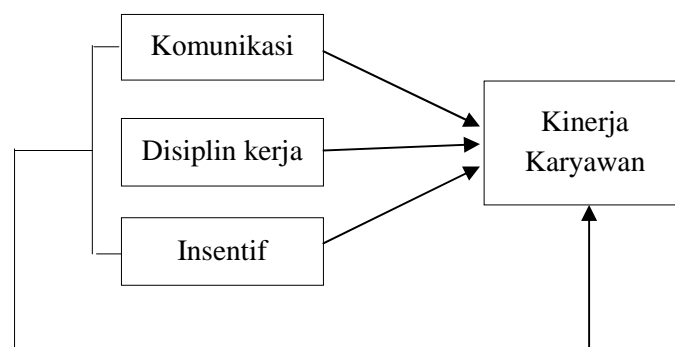 Komunikasi
Disiplin kerja
Insentif
Kinerja
Karyawan